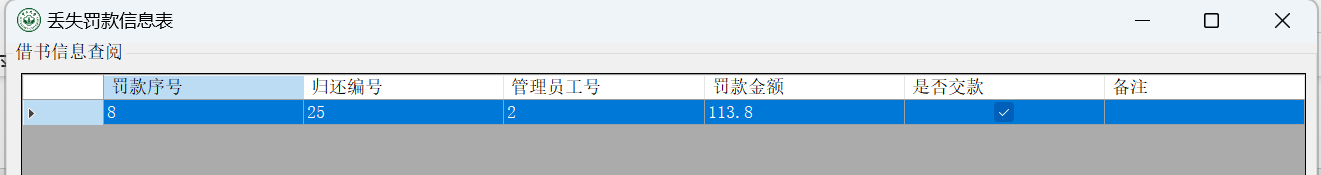 丢失罚款信息表
借书信息查阅
罚款序号 归还编号 管理员工号 罚款金额 是否交款 备注
8 25 2 113.8